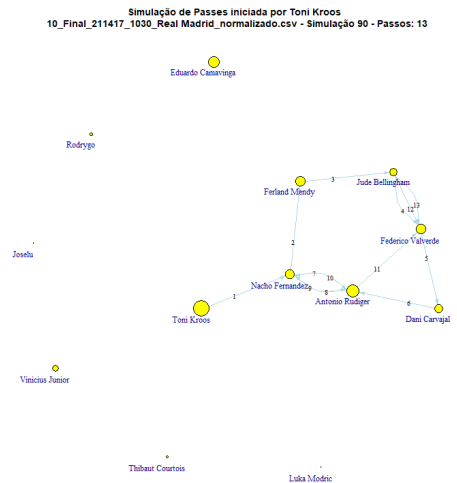 Simulação de Passes iniciada por Toni Kroos
10_Final_211417_1030_Real Madrid_normalizado.csv - Simulação 90 - Passos: 13
Eduardo Camavinga
Rodrygo
3
Jude Bellingham
Ferland Mendy
13
4
12
Federico Valverde
2
Joselu
5
11
7
10
Nacho Fernandez
9
8
1
Antonio Rudiger
6
Toni Kroos
Dani Carvajal
Vinicius Junior
Thibaut Courtois
Luka Modric